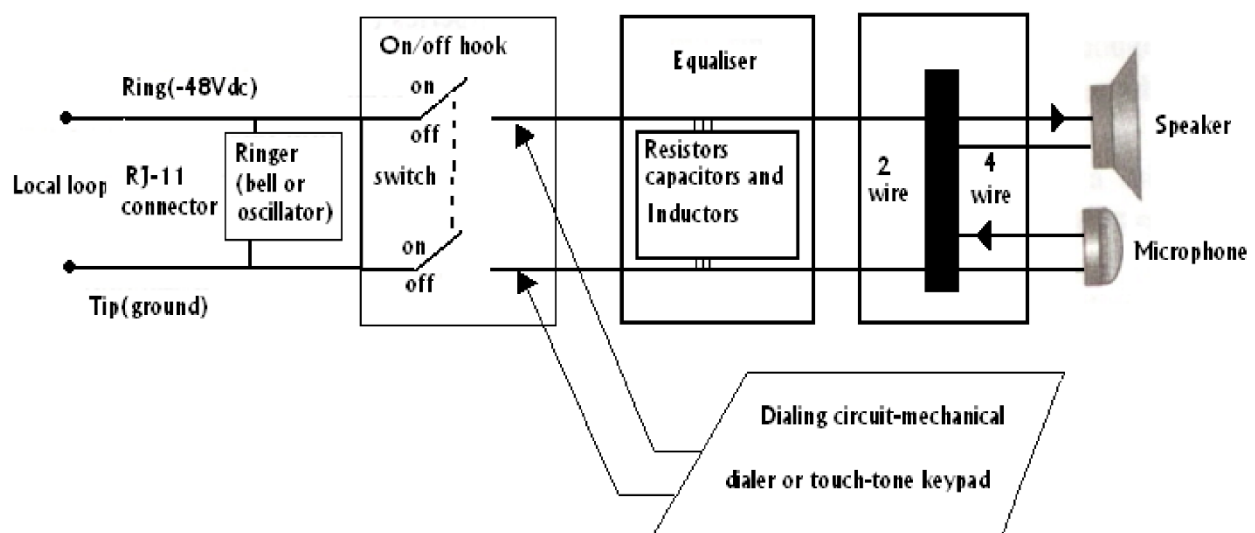 On/off hook
on
off
switch
on
off
Ring(-48Vdc)
Local loop
RJ-11
connector
Ringer
(bell or
oscillator)
Tip(ground)
Equaliser
Resistors
capacitors and
Inductors
2
wire
4
wire
Speaker
Microphone
Dialing circuit-mechanical
dialer or touch-tone keypad